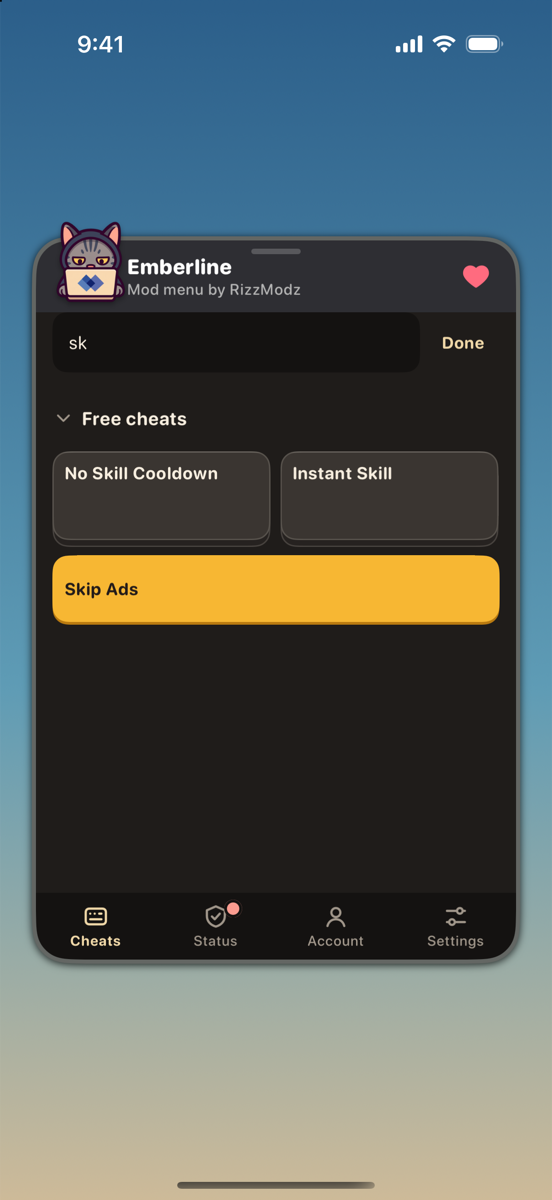 9:41
Emberline
Mod menu by RizzModz
sk
Done
Free cheats
No Skill Cooldown
Instant Skill
Skip Ads
Cheats
Status
Account
Settings